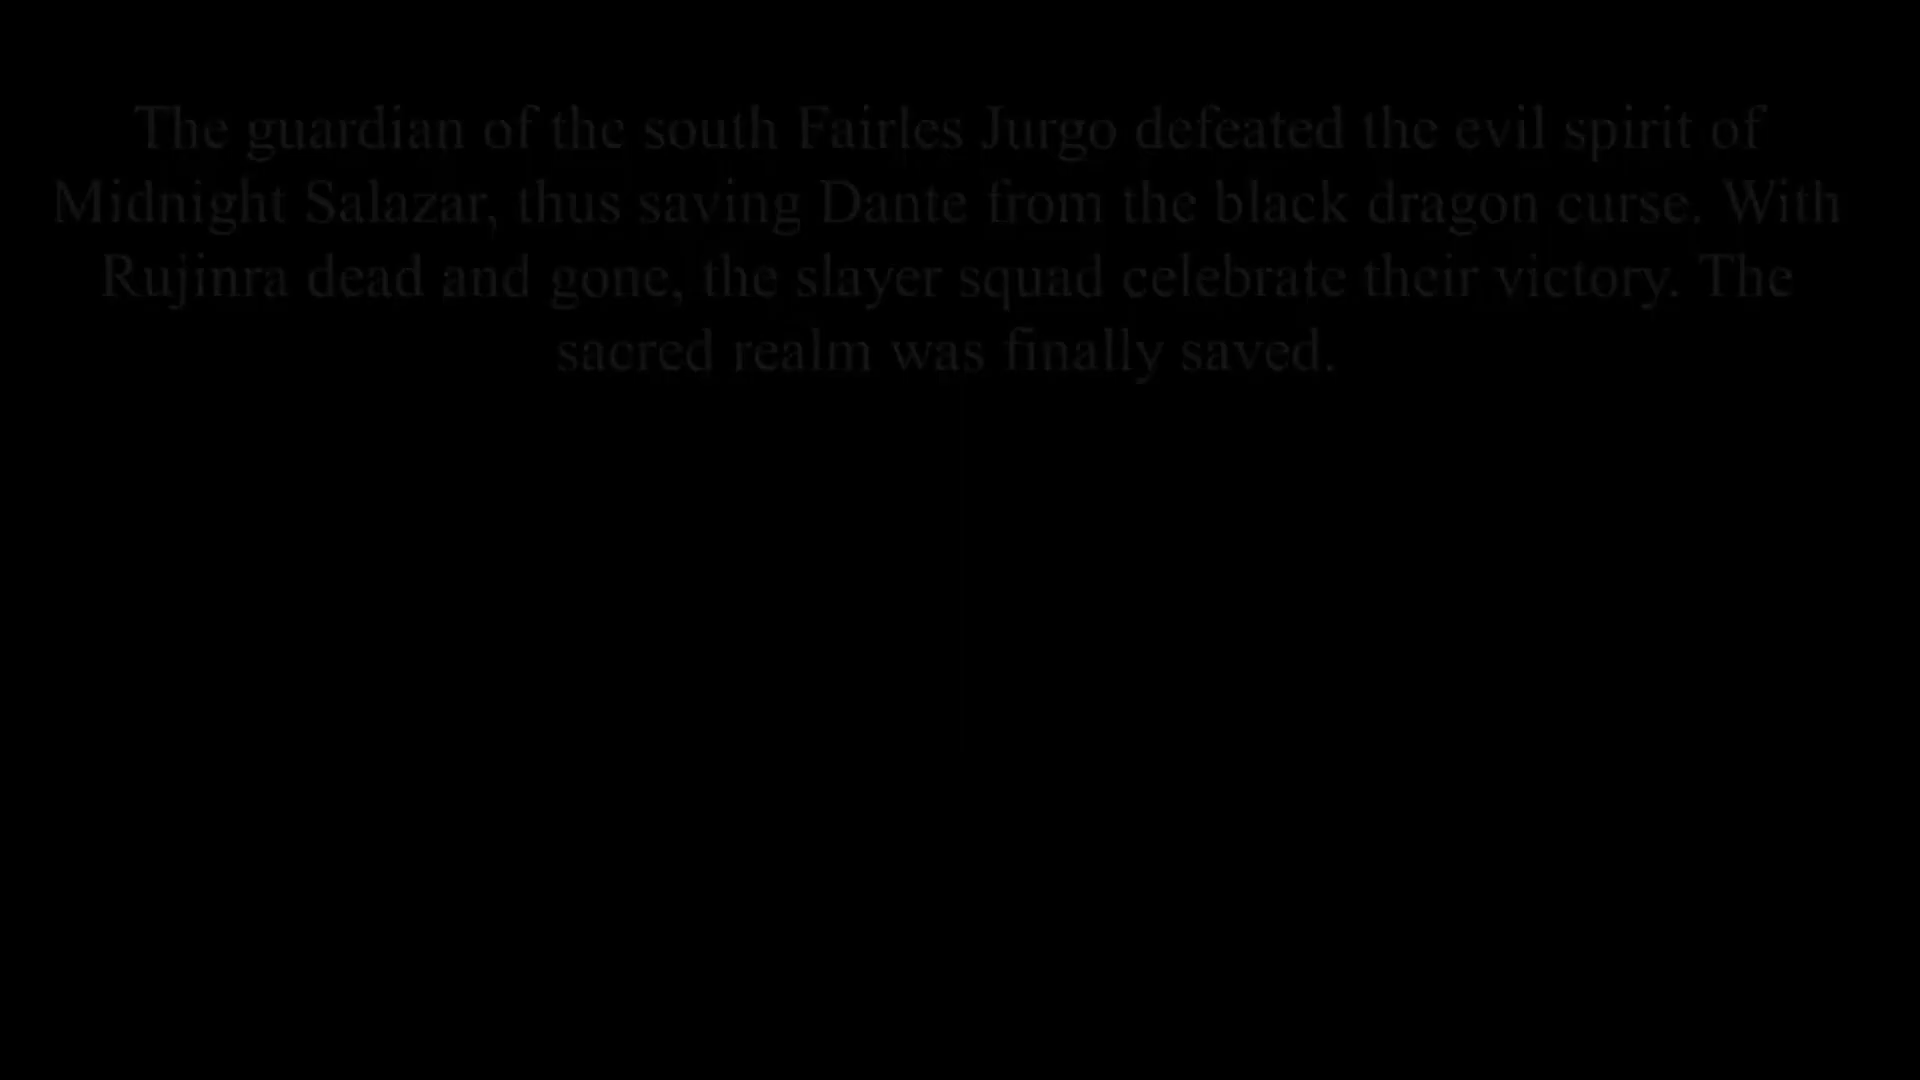 The guardian of the south Fairles Jurgo defeated the evil spirit of
Midnight Salazar, thus saving Dante from the black dragon curse. With
Rujinra dead and gone, the slayer squad celebrate their victory. The
sacred realm was finally saved.